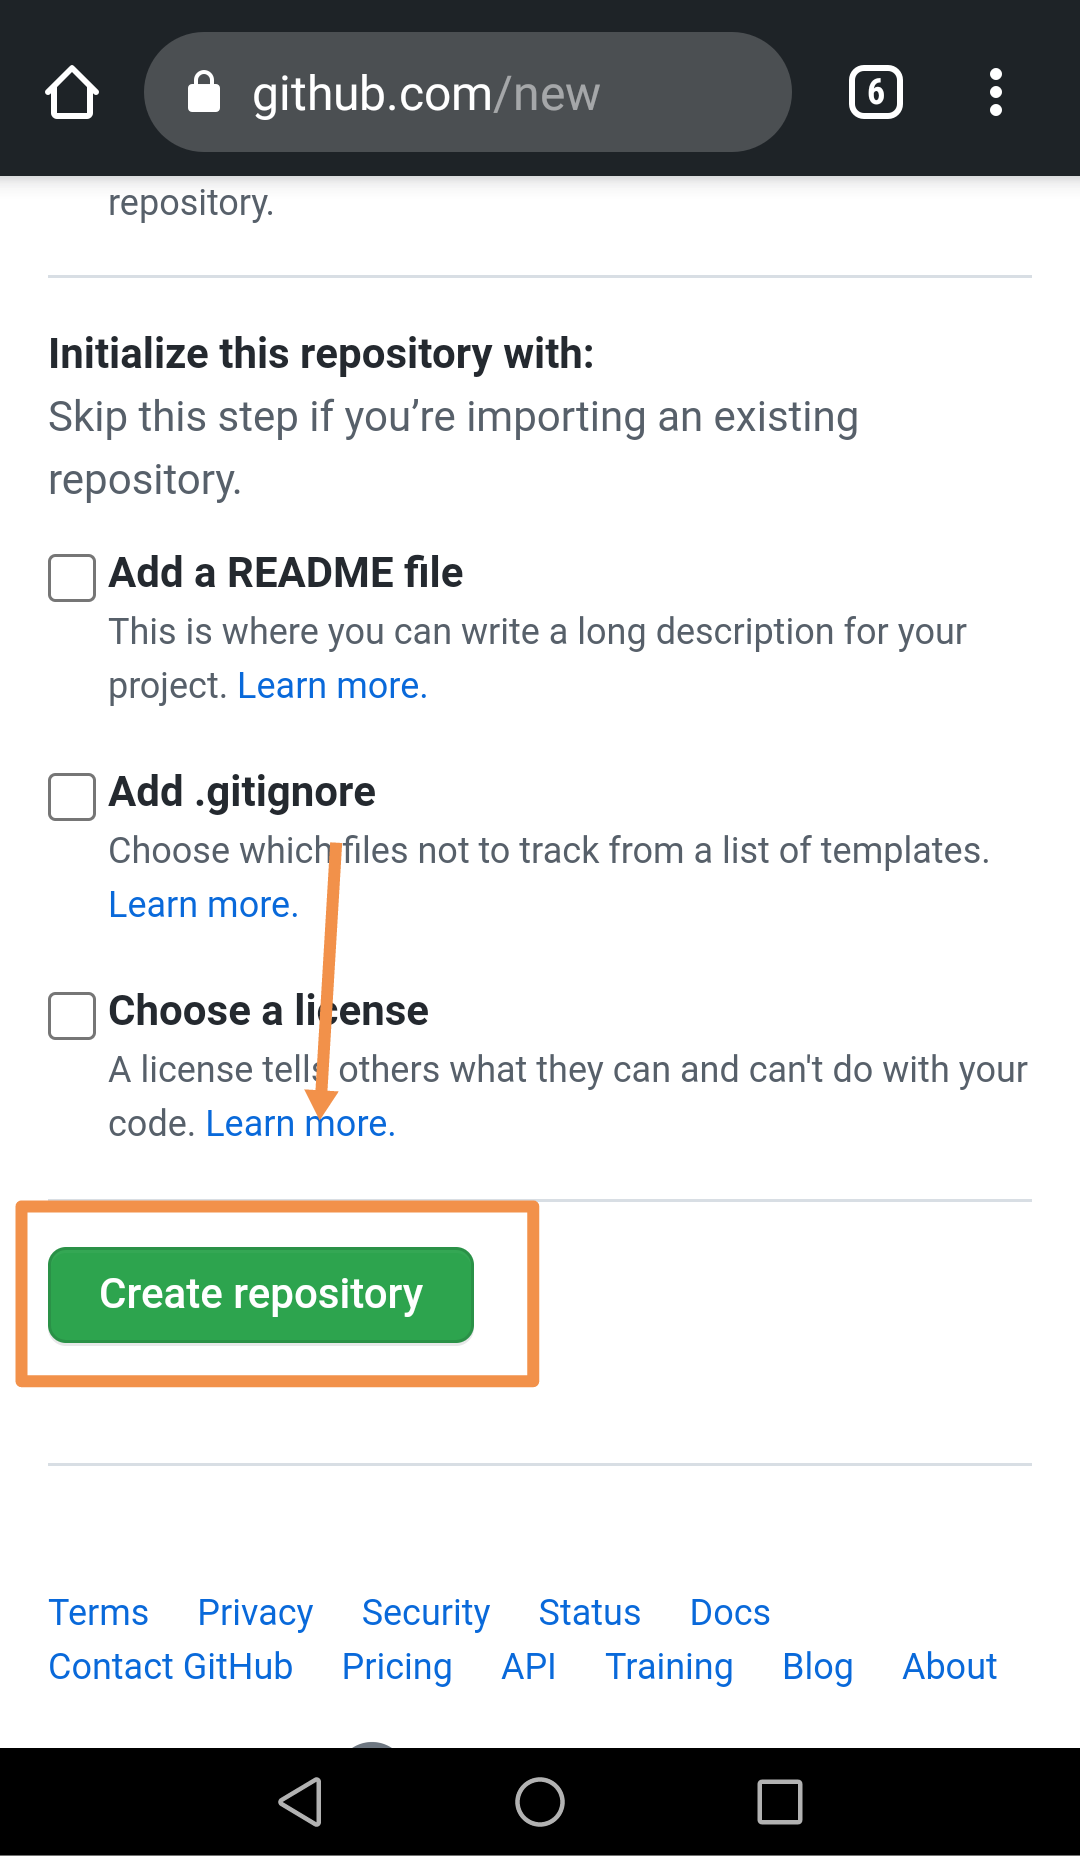 github.com/new
6
repository.
Initialize this repository with:
Skip this step if you’re importing an existing
repository.
Add a README file
This is where you can write a long description for your
project. Learn more.
Add .gitignore
Choose which files not to track from a list of templates.
Learn more.
Choose a license
A license tells others what they can and can't do with your
code. Learn more.
Create repository
Terms Privacy Security Status Docs
Contact GitHub Pricing API Training Blog About